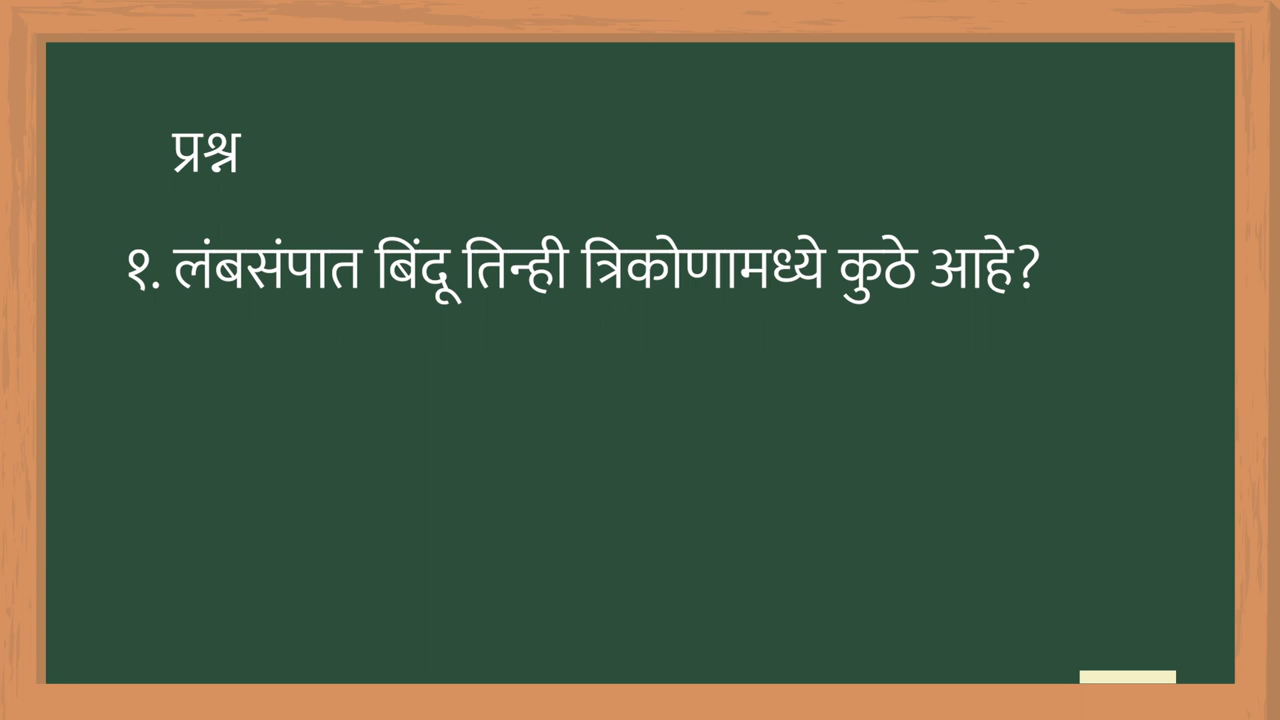 प्रश्न
१. लंबसंपात बिंदू तिन्ही त्रिकोणामध्ये कुठे आहे?